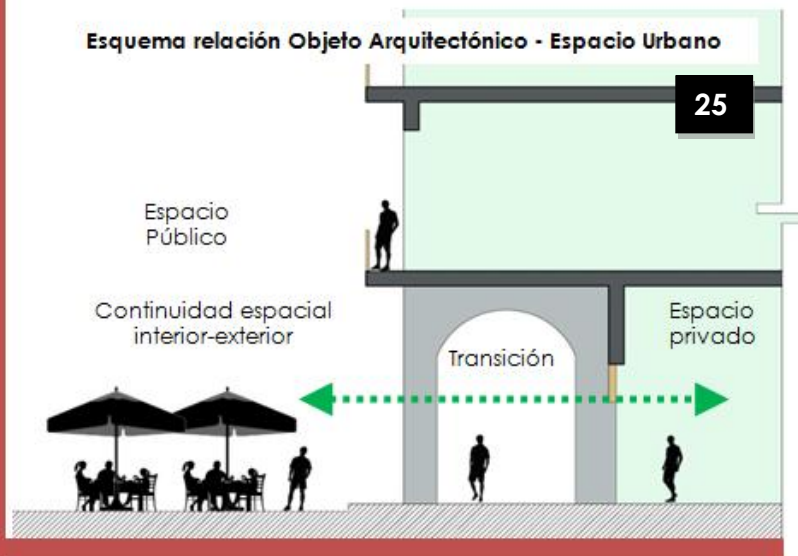 Esquema relación Objeto Arquitectónico - Espacio Urbano
25
Espacio
Público
Continuidad espacial
interior-exterior
Transición
Espacio
privado